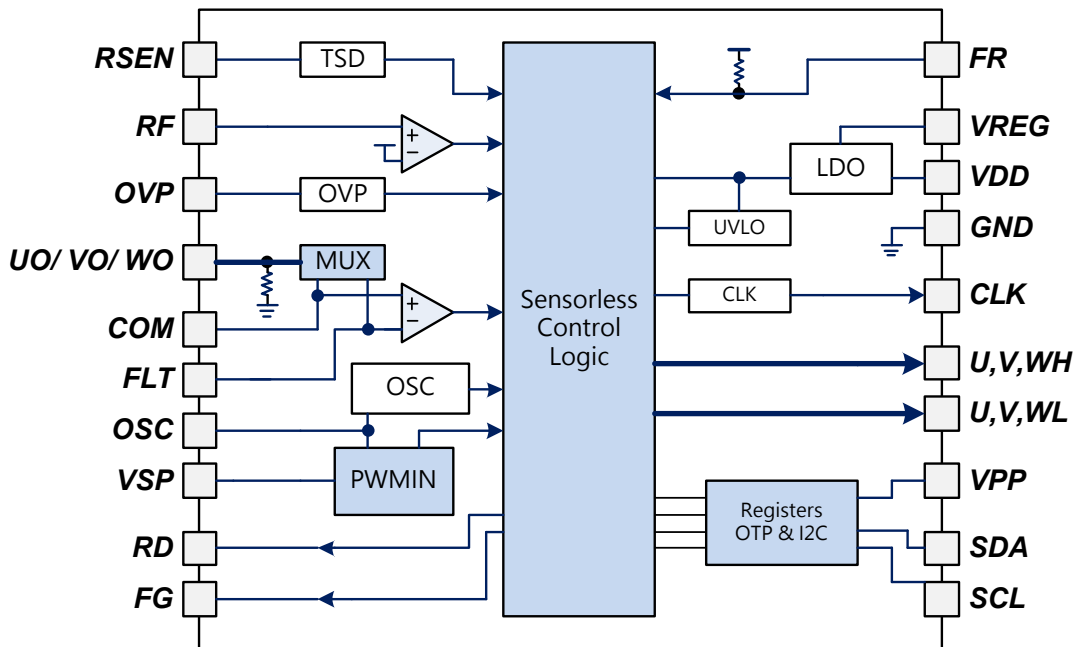 RSEN
RF
OVP
UO/ VO/ WO
COM
FLT
OSC
VSP
RD
FG
TSD
+
−
OVP
MUX
+
−
OSC
PWMIN
Sensorless
Control
Logic
LDO
UVLO
CLK
Registers
OTP & I2C
FR
VREG
VDD
GND
CLK
U,V,WH
U,V,WL
VPP
SDA
SCL